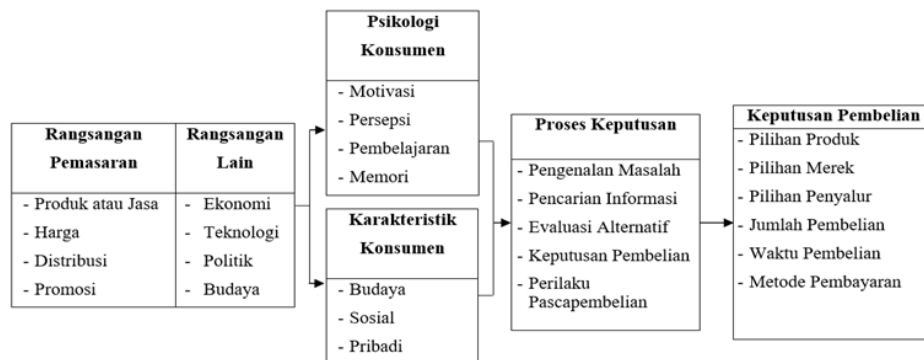 Rangsangan
Pemasaran
- Produk atau Jasa
- Harga
- Distribusi
- Promosi
Rangsangan
Lain
- Ekonomi
- Teknologi
- Politik
- Budaya
Psikologi
Konsumen
- Motivasi
- Persepsi
- Pembelajaran
- Memori
Karakteristik
Konsumen
- Budaya
- Sosial
- Pribadi
Proses Keputusan
- Pengenalan Masalah
- Pencarian Informasi
- Evaluasi Alternatif
- Keputusan Pembelian
- Perilaku
Pascapembelian
Keputusan Pembelian
- Pilihan Produk
- Pilihan Merek
- Pilihan Penyalur
- Jumlah Pembelian
- Waktu Pembelian
- Metode Pembayaran